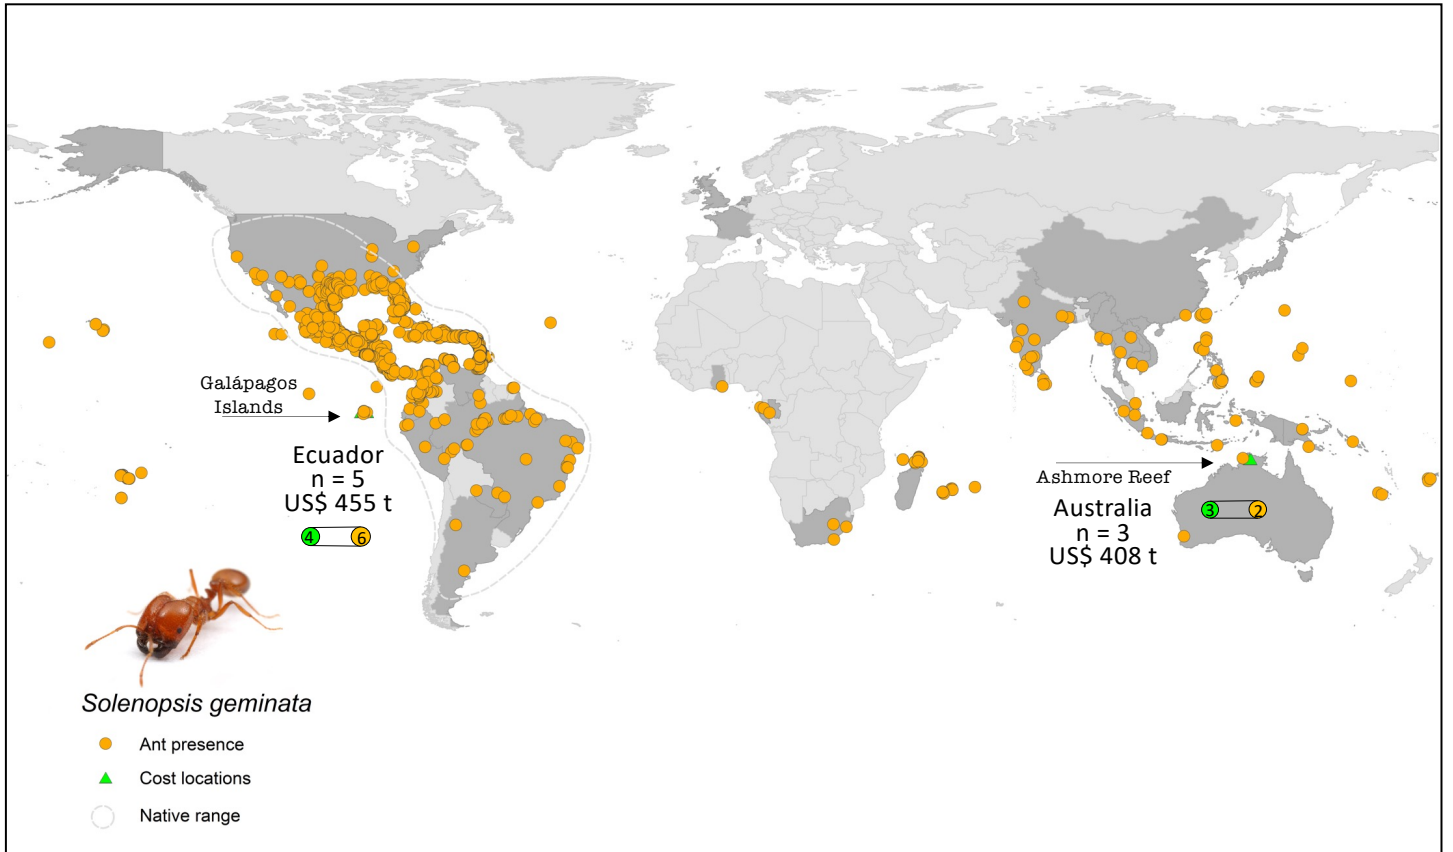 Galápagos
Islands
Ecuador
n = 5
US$ 455 t
4
6
Ashmore Reef
Australia
3
2
n = 3
US$ 408 t
Solenopsis geminata
Ant presence
Cost locations
Native range